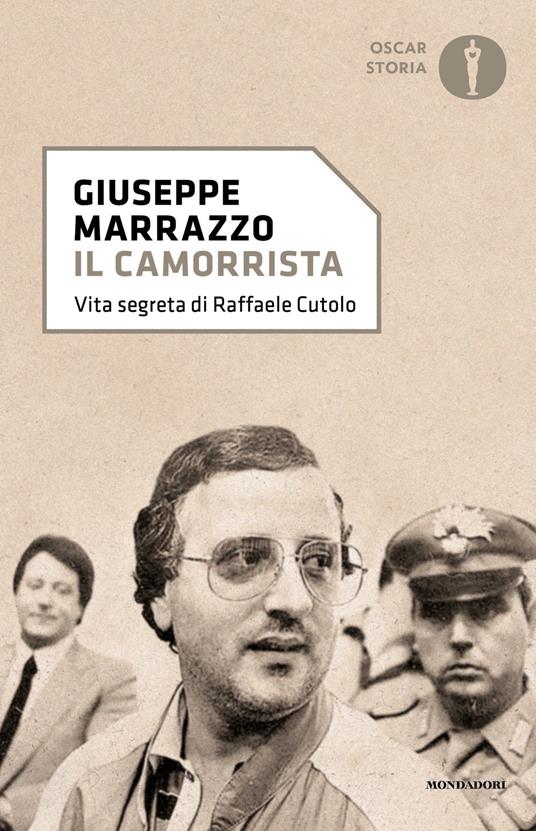 OSCAR
STORIA
GIUSEPPE
MARRAZZO
IL CAMORRISTA
Vita segreta di Raffaele Cutolo
MONDADORI